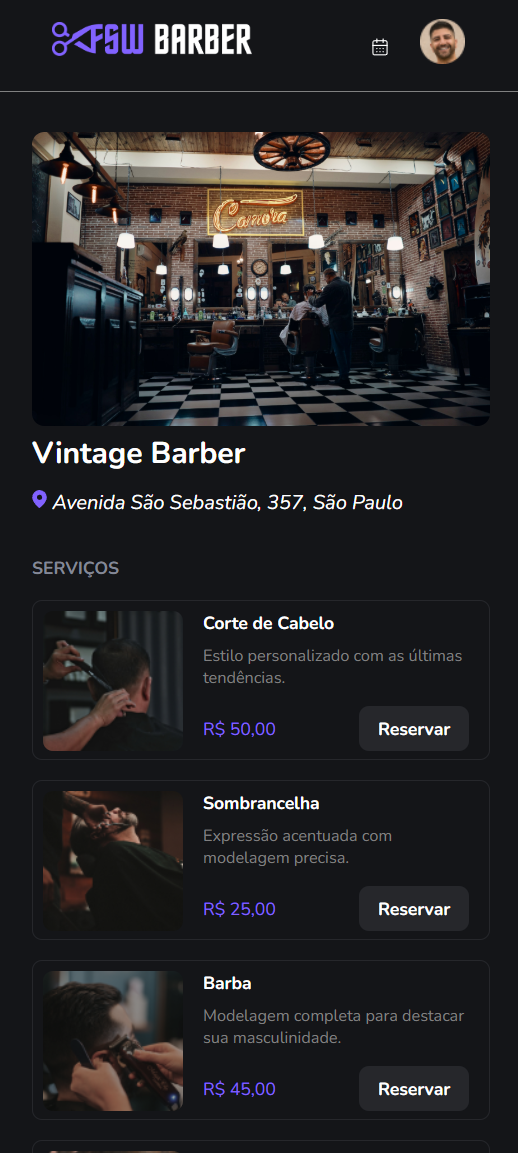 FSW BARBER
Camora
Vintage Barber
Avenida São Sebastião, 357, São Paulo
SERVIÇOS
Corte de Cabelo
Estilo personalizado com as últimas
tendências.
R$ 50,00
Reservar
Sombrancelha
Expressão acentuada com
modelagem precisa.
R$ 25,00
Reservar
Barba
Modelagem completa para destacar
sua masculinidade.
R$ 45,00
Reservar